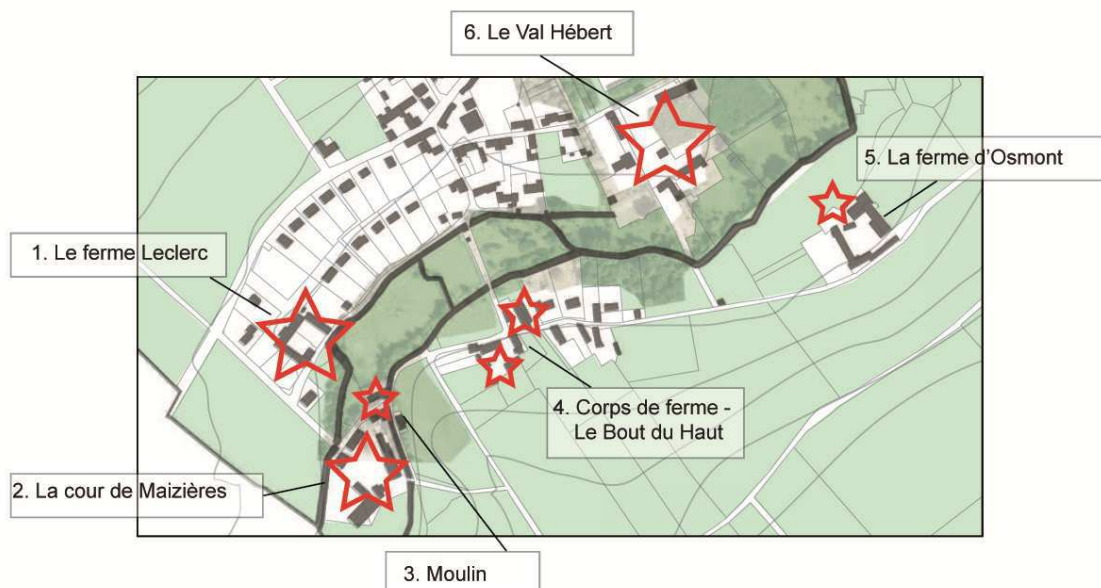 6. Le Val Hébert
5. La ferme d'Osmont
1. Le ferme Leclerc
4. Corps de ferme -
Le Bout du Haut
2. La cour de Maizières
3. Moulin